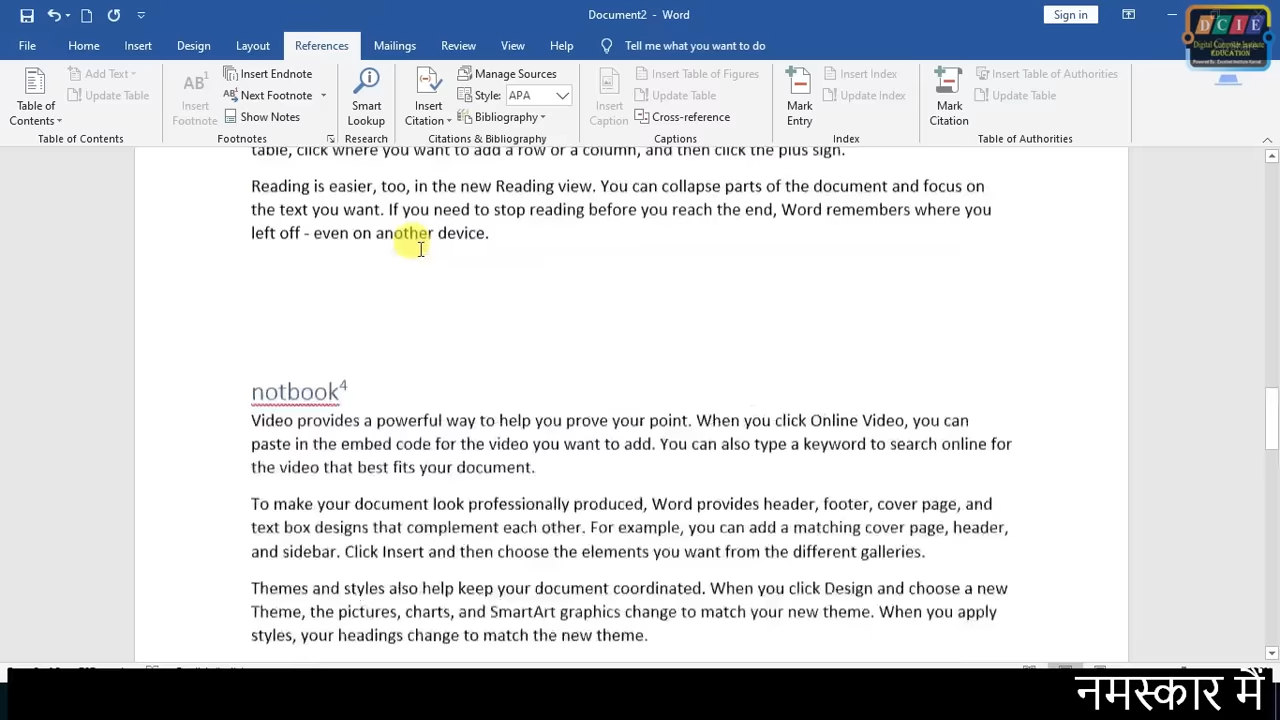 Document2 - Word
Sign in
File Home Insert Design Layout References Mailings Review View Help Tell me what you want to do
DCIE
Digital Computer Institute
EDUCATION
Table of
Contents
Add Text
Update Table
Table of Contents
AB1
Insert
Footnote
Insert Endnote
Next Footnote
Show Notes
Footnotes
Smart
Lookup
Research
Insert
Citation
Manage Sources
Style: APA
Bibliography
Citations & Bibliography
Insert
Caption
Insert Table of Figures
Update Table
Cross-reference
Captions
Mark
Entry
Insert Index
Update Index
Index
Mark
Citation
Insert Table of Authorities
Update Table
Table of Authorities
table, click where you want to add a row or a column, and then click the plus sign.
Reading is easier, too, in the new Reading view. You can collapse parts of the document and focus on
the text you want. If you need to stop reading before you reach the end, Word remembers where you
left off - even on another device.
notbook4
Video provides a powerful way to help you prove your point. When you click Online Video, you can
paste in the embed code for the video you want to add. You can also type a keyword to search online for
the video that best fits your document.
To make your document look professionally produced, Word provides header, footer, cover page, and
text box designs that complement each other. For example, you can add a matching cover page, header,
and sidebar. Click Insert and then choose the elements you want from the different galleries.
Themes and styles also help keep your document coordinated. When you click Design and choose a new
Theme, the pictures, charts, and SmartArt graphics change to match your new theme. When you apply
styles, your headings change to match the new theme.
नमस्कार मैं